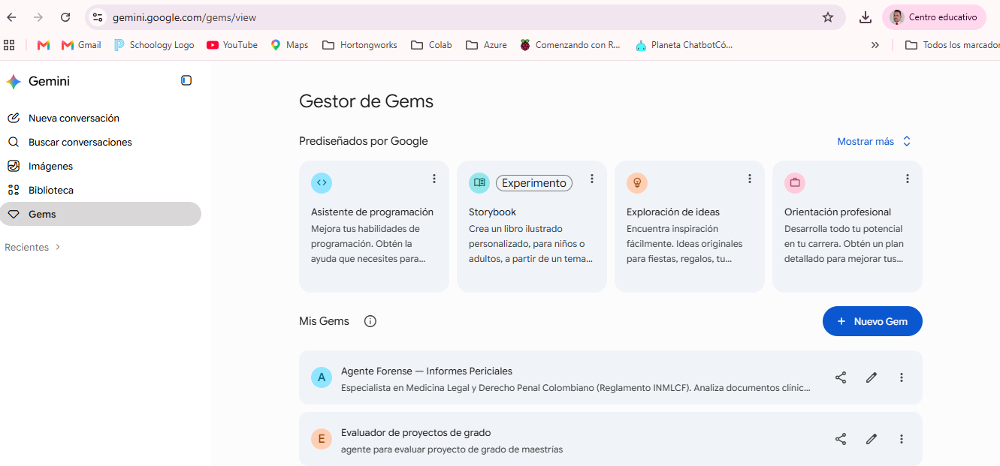 gemini.google.com/gems/view
Centro educativo
Gmail
Schoology Logo
YouTube
Maps
Hortongworks
Colab
Azure
Comenzando con R...
Planeta ChatbotCó...
Todos los marcador
Gemini
Nueva conversación
Buscar conversaciones
Imágenes
Biblioteca
Gems
Recientes
Gestor de Gems
Prediseñados por Google
Mostrar más
Asistente de programación
Mejora tus habilidades de
programación. Obtén la
ayuda que necesites para...
Experimento
Storybook
Crea un libro ilustrado
personalizado, para niños o
adultos, a partir de un tema...
Exploración de ideas
Encuentra inspiración
fácilmente. Ideas originales
para fiestas, regalos, tu...
Orientación profesional
Desarrolla todo tu potencial
en tu carrera. Obtén un plan
detallado para mejorar tus...
Mis Gems
+ Nuevo Gem
A
Agente Forense — Informes Periciales
Especialista en Medicina Legal y Derecho Penal Colombiano (Reglamento INMLCF). Analiza documentos clínic...
E
Evaluador de proyectos de grado
agente para evaluar proyecto de grado de maestrías